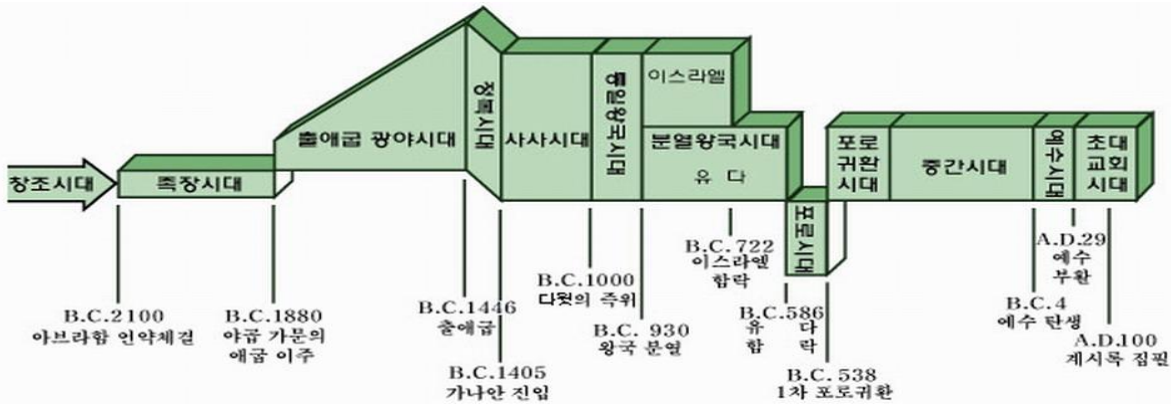 창조시대
족장시대
출애굽 광야시대
정복시대
사사시대
통일왕국시대
이스라엘
분열왕국시대
유 다
포로시대
포로
귀환
시대
중간시대
예수시대
초대
교회
시대
B.C.2100
아브라함 언약체결
B.C.1880
야곱 가문의
애굽 이주
B.C.1446
출애굽
B.C.1405
가나안 진입
B.C.1000
다윗의 즉위
B.C. 930
왕국 분열
B.C. 722
이스라엘
함락
B.C.586
유 다
함 락
B.C. 538
1차 포로귀환
B.C. 4
예수 탄생
A.D.29
예수
부활
A.D.100
계시록 집필